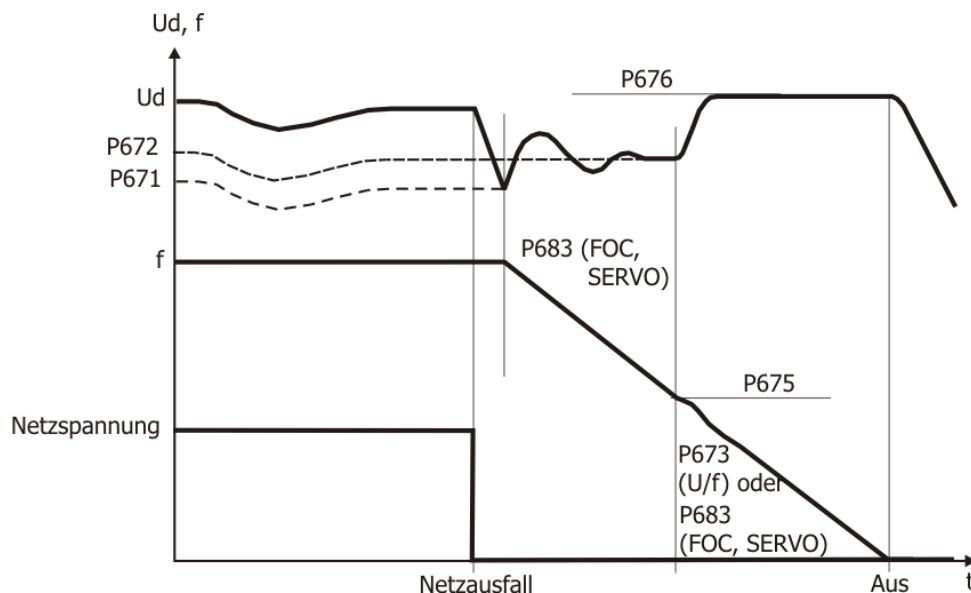 Ud, f
Ud
P676
P672
P671
f
P683 (FOC,
SERVO)
P675
Netzspannung
P673
(U/f) oder
P683
(FOC, SERVO)
Netzausfall
Aus
t